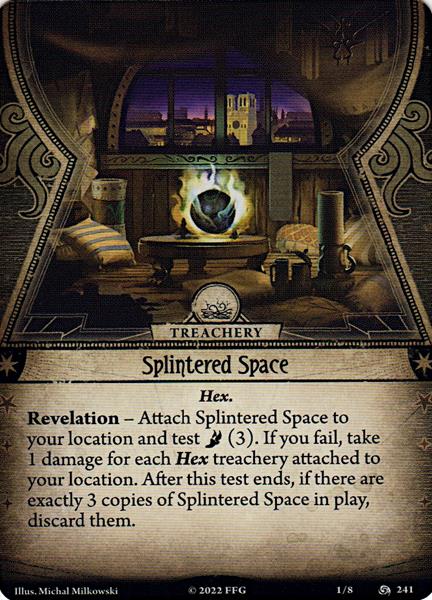 TREACHERY
Splintered Space
Hex.
Revelation – Attach Splintered Space to
your location and test (3). If you fail, take
1 damage for each Hex treachery attached to
your location. After this test ends, if there are
exactly 3 copies of Splintered Space in play,
discard them.
Illus. Michal Milkowski © 2022 FFG 1/8 241